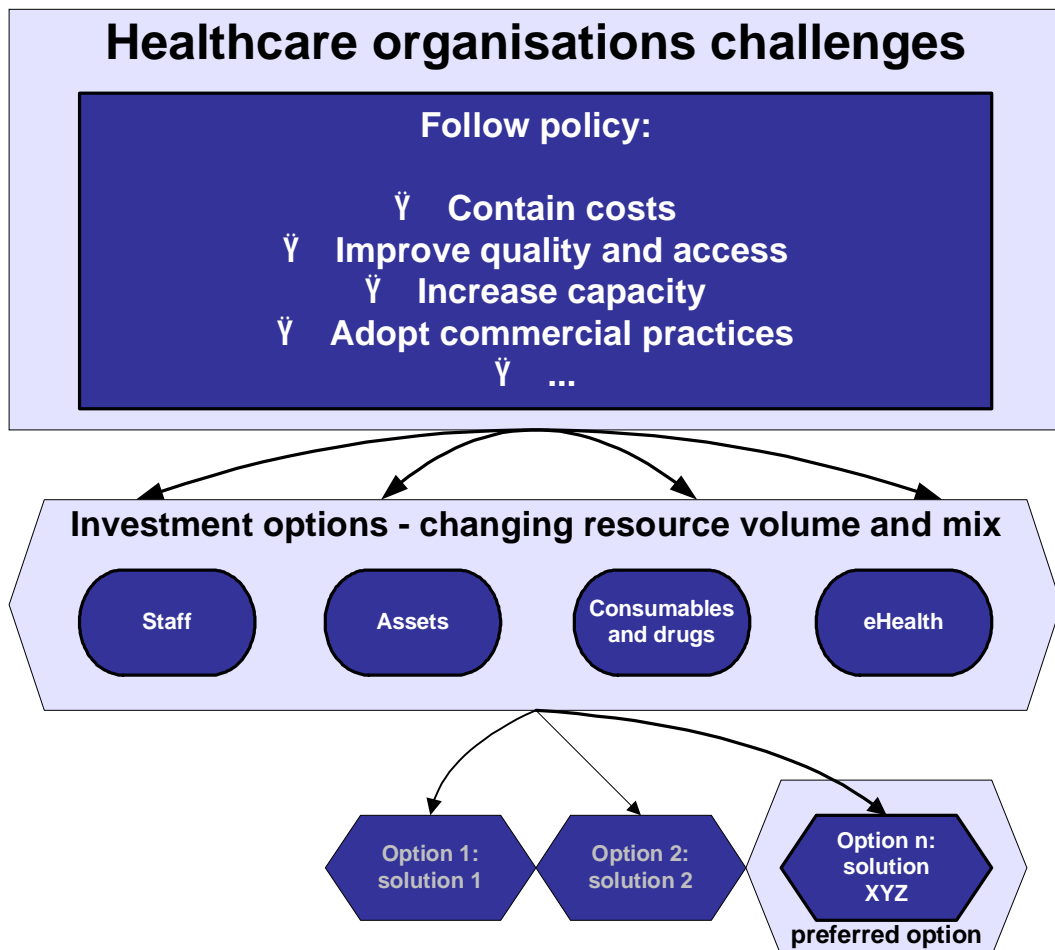 Healthcare organisations challenges
Follow policy:
Ÿ Contain costs
Ÿ Improve quality and access
Ÿ Increase capacity
Ÿ Adopt commercial practices
Ÿ ...
Investment options - changing resource volume and mix
Staff
Assets
Consumables
and drugs
eHealth
Option 1:
solution 1
Option 2:
solution 2
Option n:
solution
XYZ
preferred option